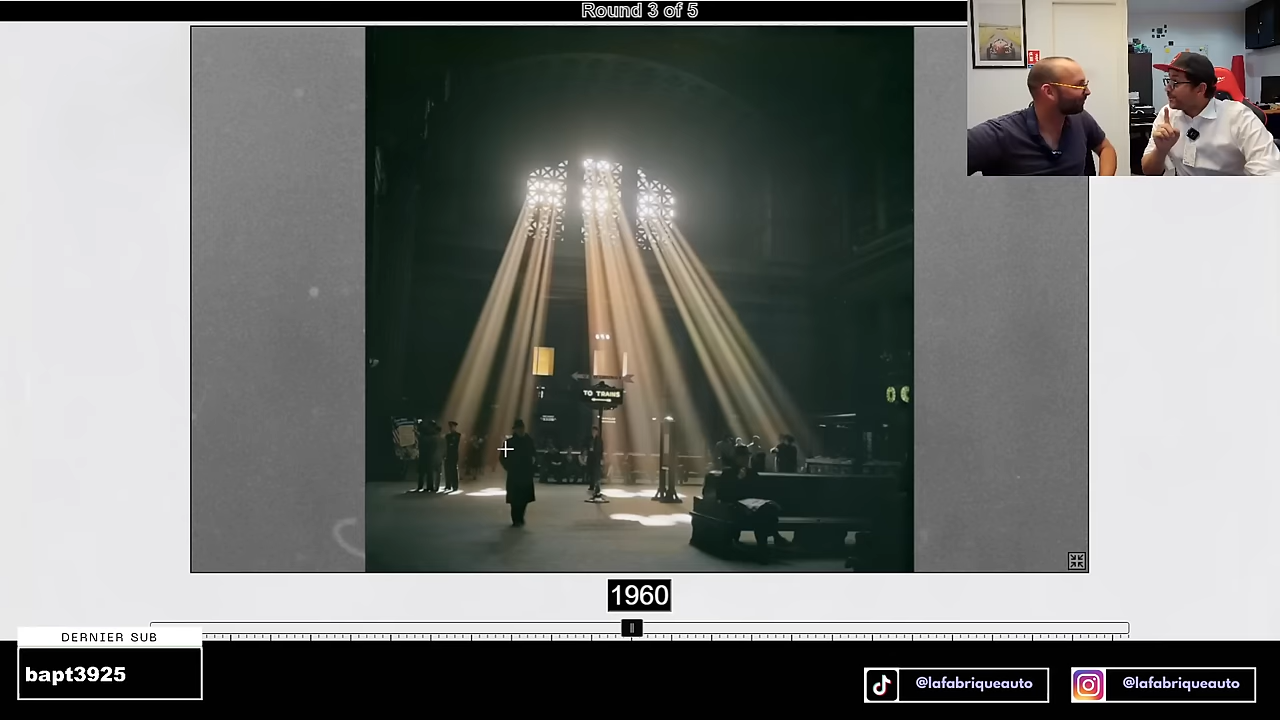 Round 3 of 5
TO TRAINS
1960
DERNIER SUB
bapt3925
@lafabriqueauto
@lafabriqueauto